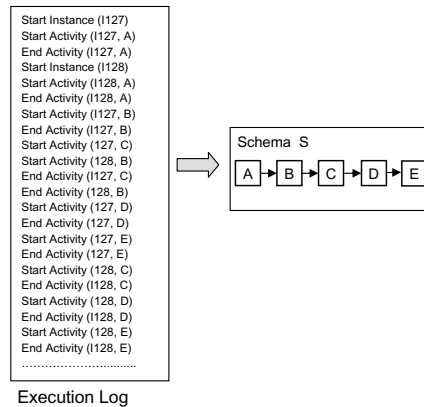 Start Instance (I127)
Start Activity (I127, A)
End Activity (I127, A)
Start Instance (I128)
Start Activity (I128, A)
End Activity (I128, A)
Start Activity (I127, B)
End Activity (I127, B)
Start Activity (I127, C)
Start Activity (128, B)
End Activity (I127, C)
End Activity (128, B)
Start Activity (127, D)
End Activity (127, D)
Start Activity (127, E)
End Activity (127, E)
Start Activity (128, C)
End Activity (I128, C)
Start Activity (128, D)
End Activity (I128, D)
Start Activity (128, E)
End Activity (I128, E)
…………………..........
Execution Log
Schema S
A B C D E